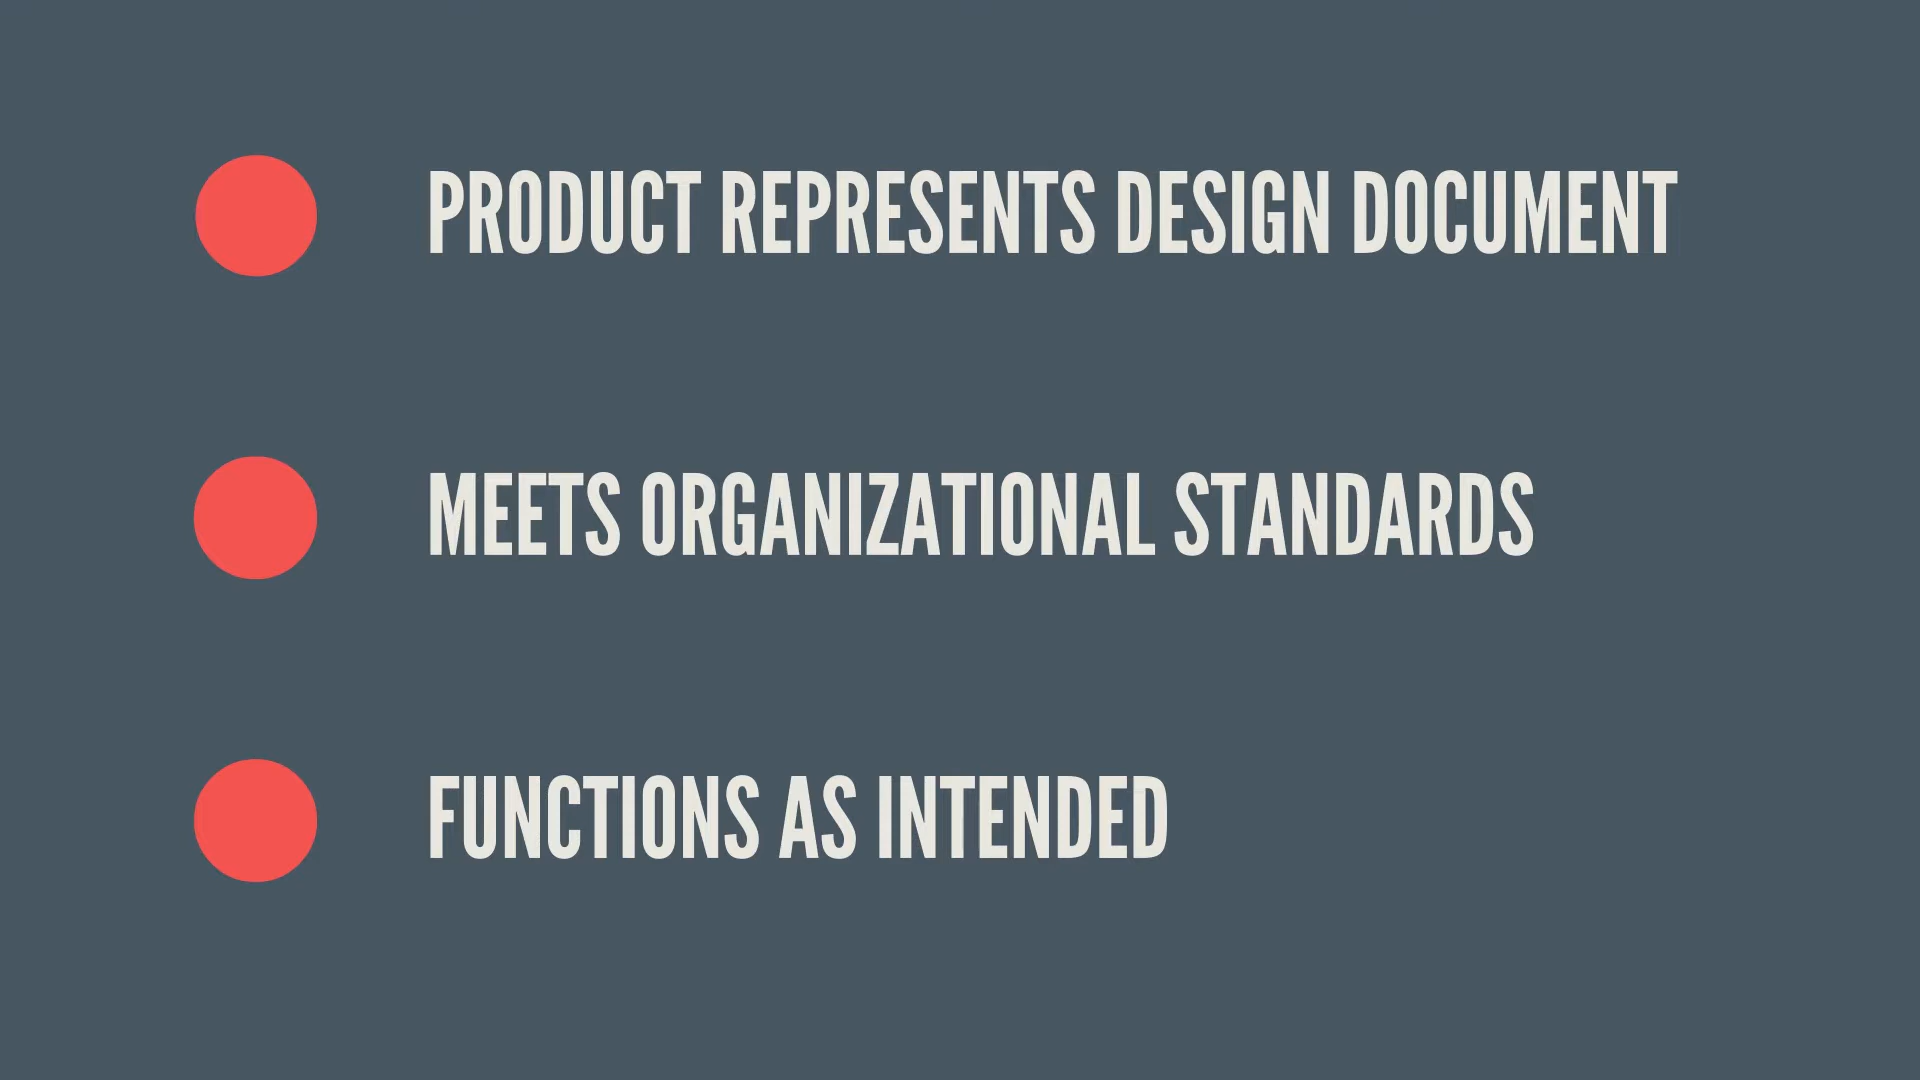 PRODUCT REPRESENTS DESIGN DOCUMENT
MEETS ORGANIZATIONAL STANDARDS
FUNCTIONS AS INTENDED